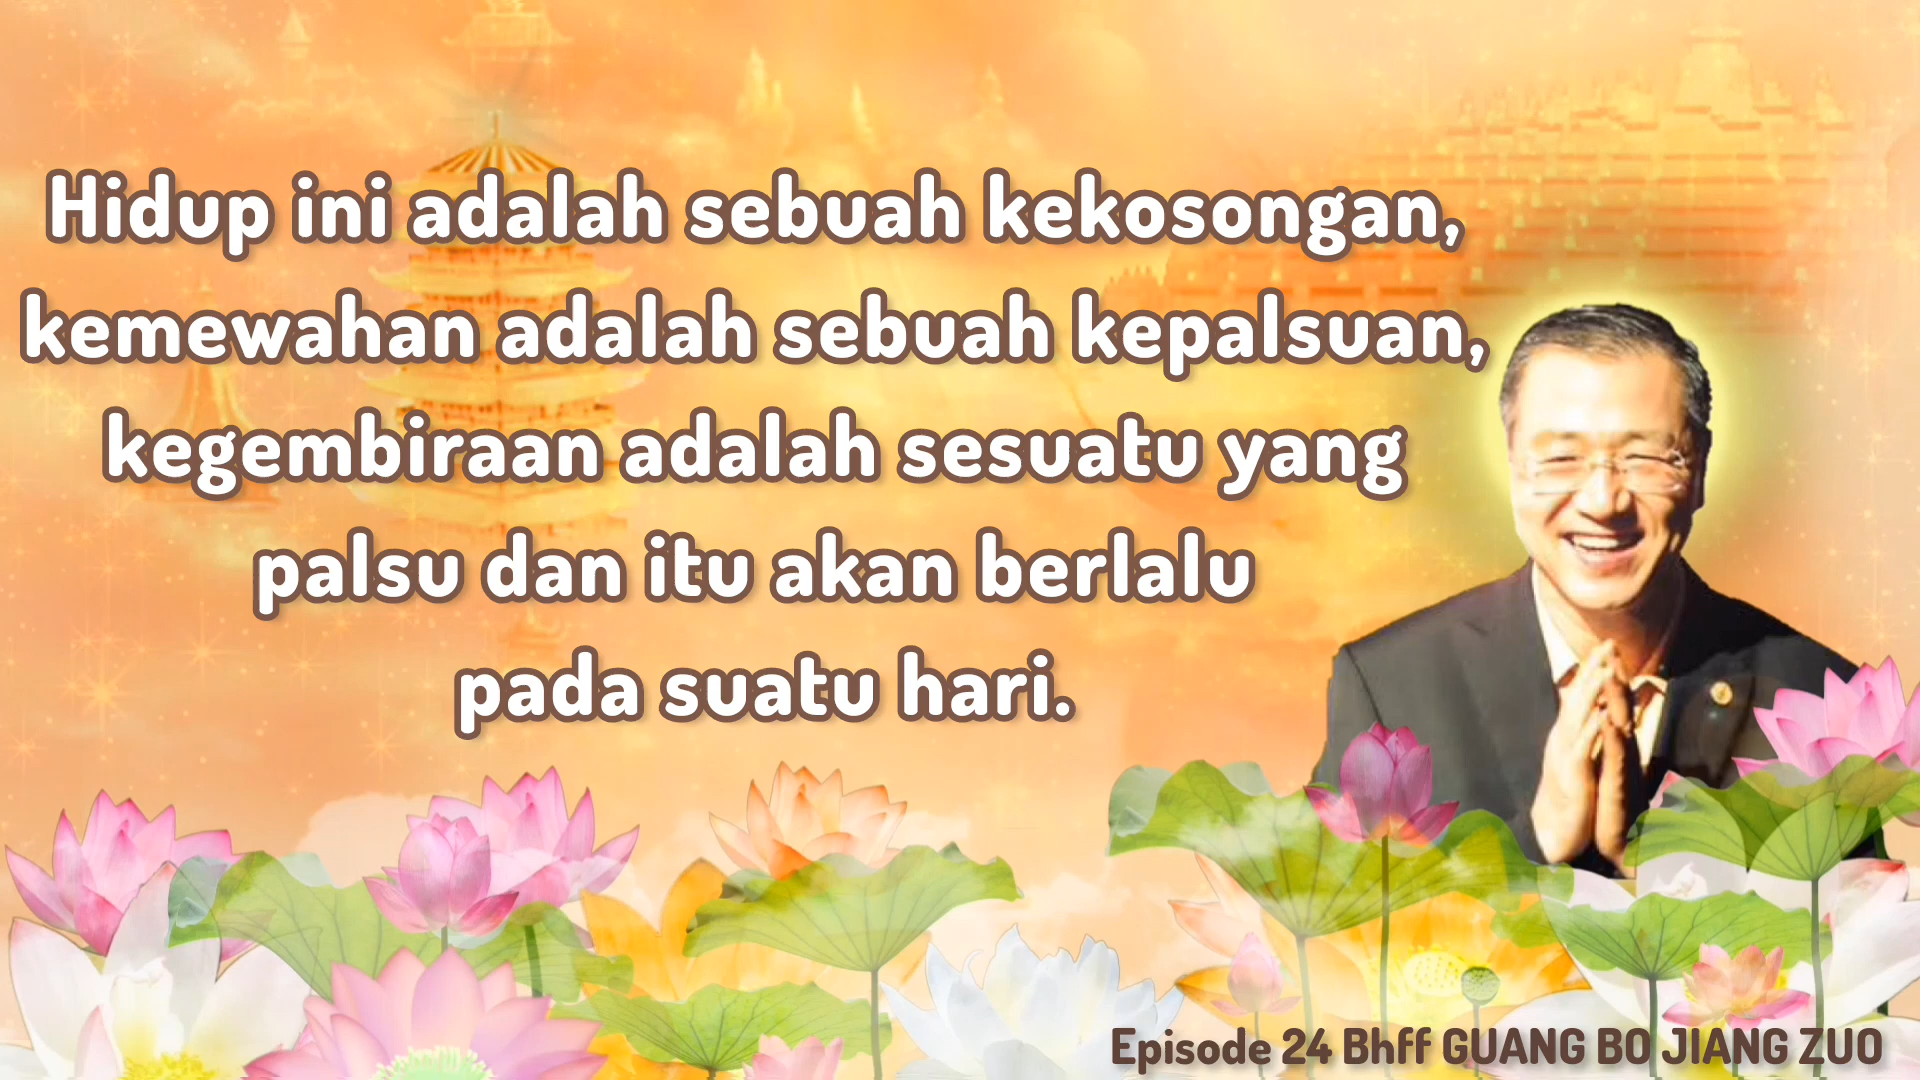 Hidup ini adalah sebuah kekosongan,
kemewahan adalah sebuah kepalsuan,
kegembiraan adalah sesuatu yang
palsu dan itu akan berlalu
pada suatu hari.
Episode 24 Bhff GUANG BO JIANG ZUO